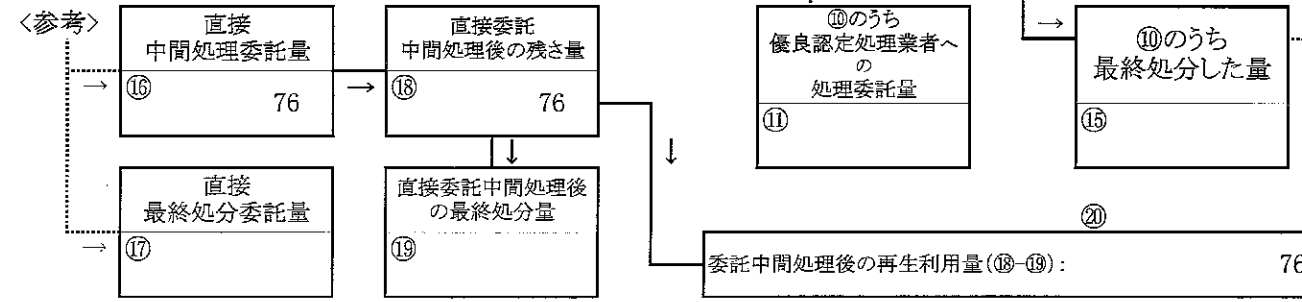 〈参考〉
直接
中間処理委託量
⑯
76
→
→
直接委託
中間処理後の残さ量
⑱
76
⑩のうち
優良認定処理業者へ
の
処理委託量
⑪
→
⑩のうち
最終処分した量
⑮
↓
↓
直接
最終処分委託量
→
⑰
直接委託中間処理後
の最終処分量
⑲
⑳
委託中間処理後の再生利用量(⑱-⑲):
76